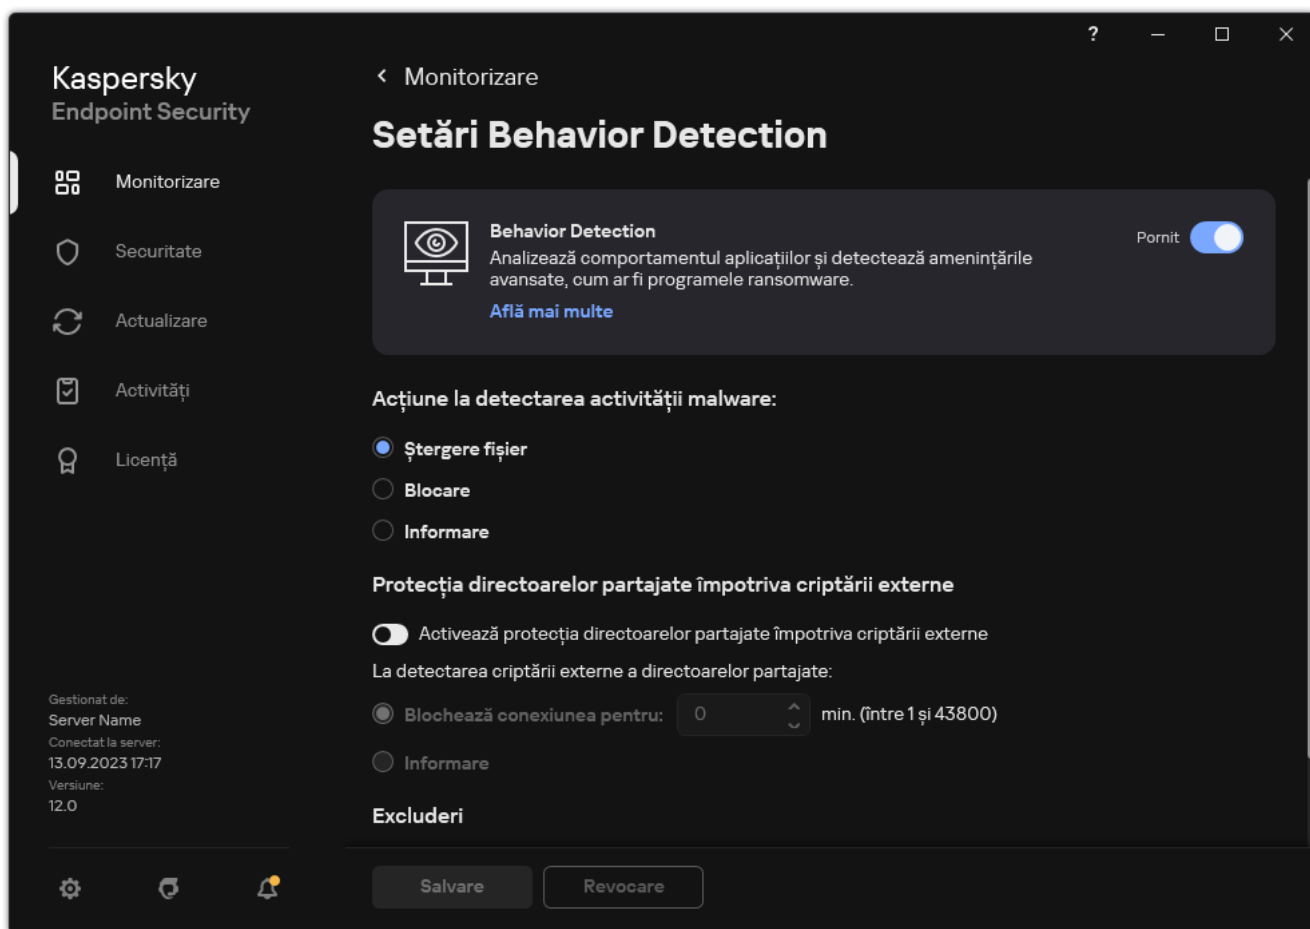 ?
Kaspersky
Endpoint Security
Monitorizare
Securitate
Actualizare
Activități
Licență
Gestionat de:
Server Name
Conectat la server:
13.09.2023 17:17
Versiune:
12.0
Monitorizare
Setări Behavior Detection
Behavior Detection
Analizează comportamentul aplicațiilor și detectează amenințările
avansate, cum ar fi programele ransomware.
Află mai multe
Pornit
Acțiune la detectarea activității malware:
Ștergere fișier
Blocare
Informare
Protecția directoarelor partajate împotriva criptării externe
Activează protecția directoarelor partajate împotriva criptării externe
La detectarea criptării externe a directoarelor partajate:
Blochează conexiunea pentru: 0 min. (între 1 și 43800)
Informare
Excluderi
Salvare
Revocare